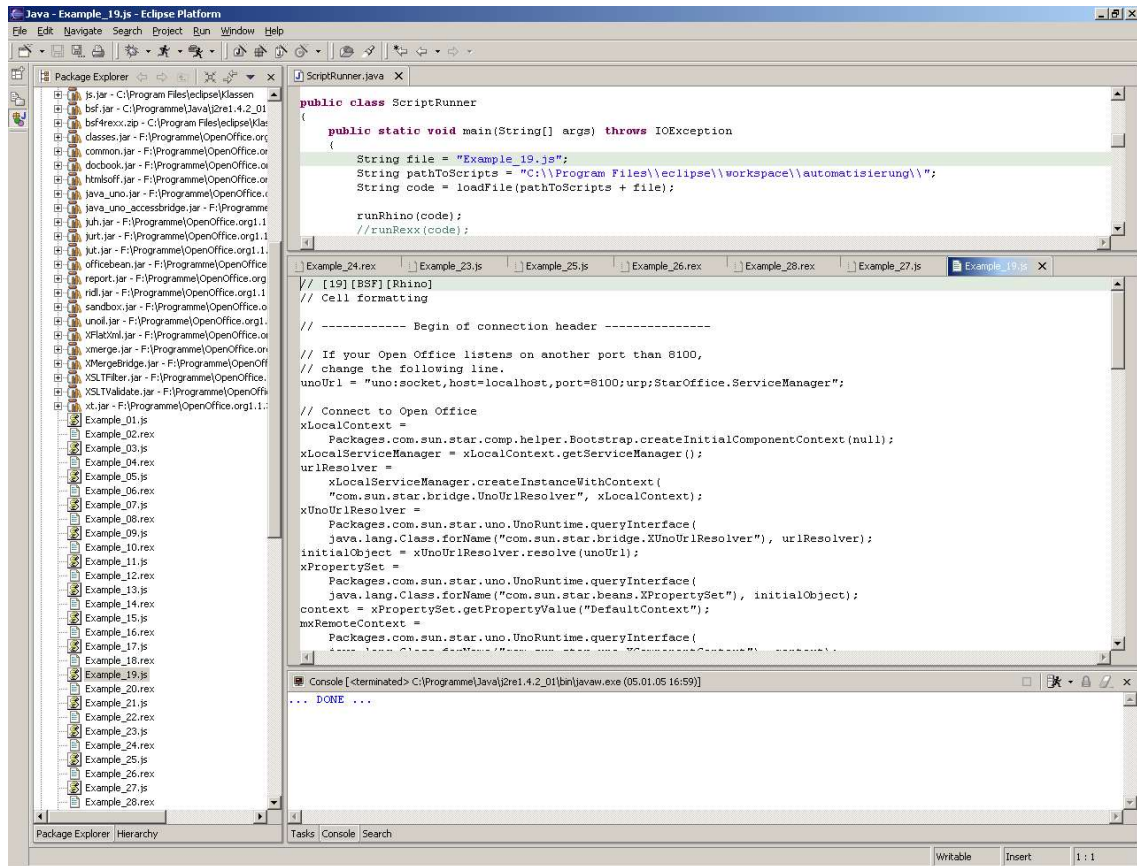 Java - Example_19.js - Eclipse Platform
File Edit Navigate Search Project Run Window Help
Package Explorer
js.jar - C:\Program Files\eclipse\Klassen
bsf.jar - C:\Programme\Java\j2re1.4.2_01
bsf4rexx.zip - C:\Program Files\eclipse\Klas
classes.jar - F:\Programme\OpenOffice.org
common.jar - F:\Programme\OpenOffice.or
docbook.jar - F:\Programme\OpenOffice.or
htmlsoff.jar - F:\Programme\OpenOffice.or
java_uno.jar - F:\Programme\OpenOffice.o
java_uno_accessbridge.jar - F:\Programme
juh.jar - F:\Programme\OpenOffice.org1.1
jurt.jar - F:\Programme\OpenOffice.org1.1
jut.jar - F:\Programme\OpenOffice.org1.1.
officebean.jar - F:\Programme\OpenOffice
report.jar - F:\Programme\OpenOffice.org
ridl.jar - F:\Programme\OpenOffice.org1.1
sandbox.jar - F:\Programme\OpenOffice.o
unoil.jar - F:\Programme\OpenOffice.org1.
XFlatXml.jar - F:\Programme\OpenOffice.or
xmerge.jar - F:\Programme\OpenOffice.or
XMergeBridge.jar - F:\Programme\OpenOff
XSLTFilter.jar - F:\Programme\OpenOffice.
XSLTValidate.jar - F:\Programme\OpenOffi
xt.jar - F:\Programme\OpenOffice.org1.1.
Example_01.js
Example_02.rex
Example_03.js
Example_04.rex
Example_05.js
Example_06.rex
Example_07.js
Example_08.rex
Example_09.js
Example_10.rex
Example_11.js
Example_12.rex
Example_13.js
Example_14.rex
Example_15.js
Example_16.rex
Example_17.js
Example_18.rex
Example_19.js
Example_20.rex
Example_21.js
Example_22.rex
Example_23.js
Example_24.rex
Example_25.js
Example_26.rex
Example_27.js
Example_28.rex
Package Explorer Hierarchy
ScriptRunner.java
public class ScriptRunner
{
public static void main(String[] args) throws IOException
{
String file = "Example_19.js";
String pathToScripts = "C:\\Program Files\\eclipse\\workspace\\automatisierung\\";
String code = loadFile(pathToScripts + file);
runRhino(code);
//runRexx(code);
Example_24.rex Example_23.js Example_25.js Example_26.rex Example_28.rex Example_27.js Example_19.js
// [19][BSF][Rhino]
// Cell formatting
// ------------ Begin of connection header ---------------
// If your Open Office listens on another port than 8100,
// change the following line.
unoUrl = "uno:socket,host=localhost,port=8100;urp;StarOffice.ServiceManager";
// Connect to Open Office
xLocalContext =
Packages.com.sun.star.comp.helper.Bootstrap.createInitialComponentContext(null);
xLocalServiceManager = xLocalContext.getServiceManager();
urlResolver =
xLocalServiceManager.createInstanceWithContext(
"com.sun.star.bridge.UnoUrlResolver", xLocalContext);
xUnoUrlResolver =
Packages.com.sun.star.uno.UnoRuntime.queryInterface(
java.lang.Class.forName("com.sun.star.bridge.XUnoUrlResolver"), urlResolver);
initialObject = xUnoUrlResolver.resolve(unoUrl);
xPropertySet =
Packages.com.sun.star.uno.UnoRuntime.queryInterface(
java.lang.Class.forName("com.sun.star.beans.XPropertySet"), initialObject);
context = xPropertySet.getPropertyValue("DefaultContext");
mxRemoteContext =
Packages.com.sun.star.uno.UnoRuntime.queryInterface(
java.lang.Class.forName("com.sun.star.uno.XComponentContext"), context);
Console [<terminated> C:\Programme\Java\j2re1.4.2_01\bin\javaw.exe (05.01.05 16:59)]
... DONE ...
Tasks Console Search
Writable Insert 1 : 1